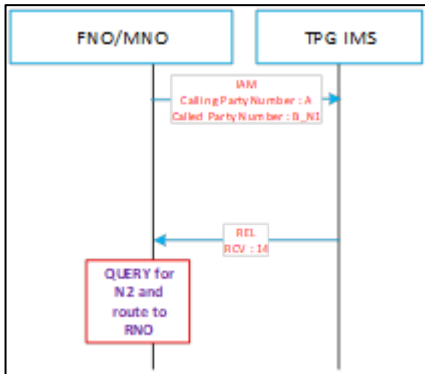 FNO/MNO
TPG IMS
IAM
Calling Party Number : A
Called Party Number : B_N1
REL
RCV : 14
QUERY for
N2 and
route to
RNO